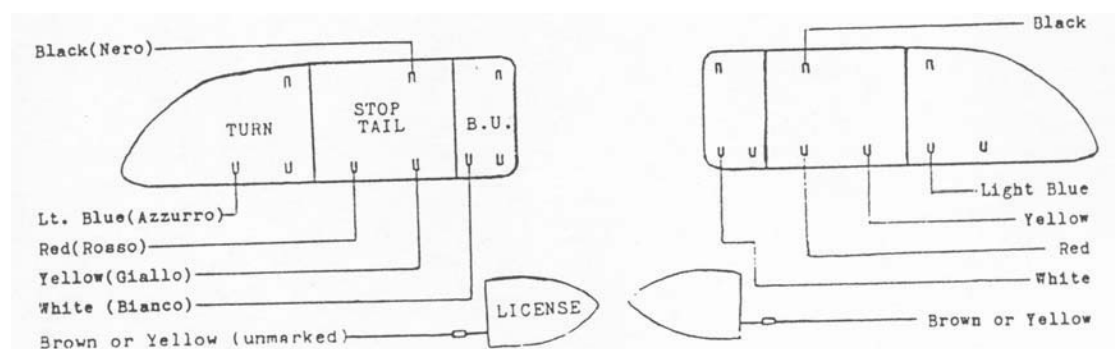 Black(Nero)
Black
STOP
TAIL
TURN
B.U.
Light Blue
Lt. Blue(Azzurro)
Yellow
Red(Rosso)
Red
Yellow(Giallo)
White
White (Bianco)
LICENSE
Brown or Yellow (unmarked)
Brown or Yellow